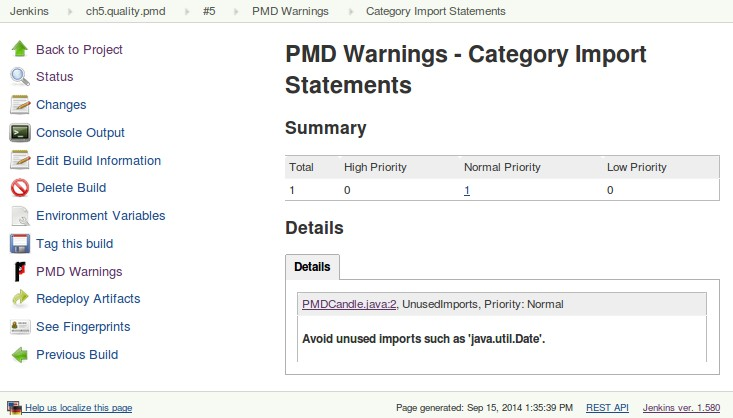 Jenkins ch5.quality.pmd #5 PMD Warnings Category Import Statements
Back to Project
Status
Changes
Console Output
Edit Build Information
Delete Build
Environment Variables
Tag this build
PMD Warnings
Redeploy Artifacts
See Fingerprints
Previous Build
PMD Warnings - Category Import
Statements
Summary
Total High Priority Normal Priority Low Priority
1 0 1 0
Details
Details
PMDCandle.java:2, UnusedImports, Priority: Normal
Avoid unused imports such as 'java.util.Date'.
Help us localize this page Page generated: Sep 15, 2014 1:35:39 PM REST API Jenkins ver. 1.580